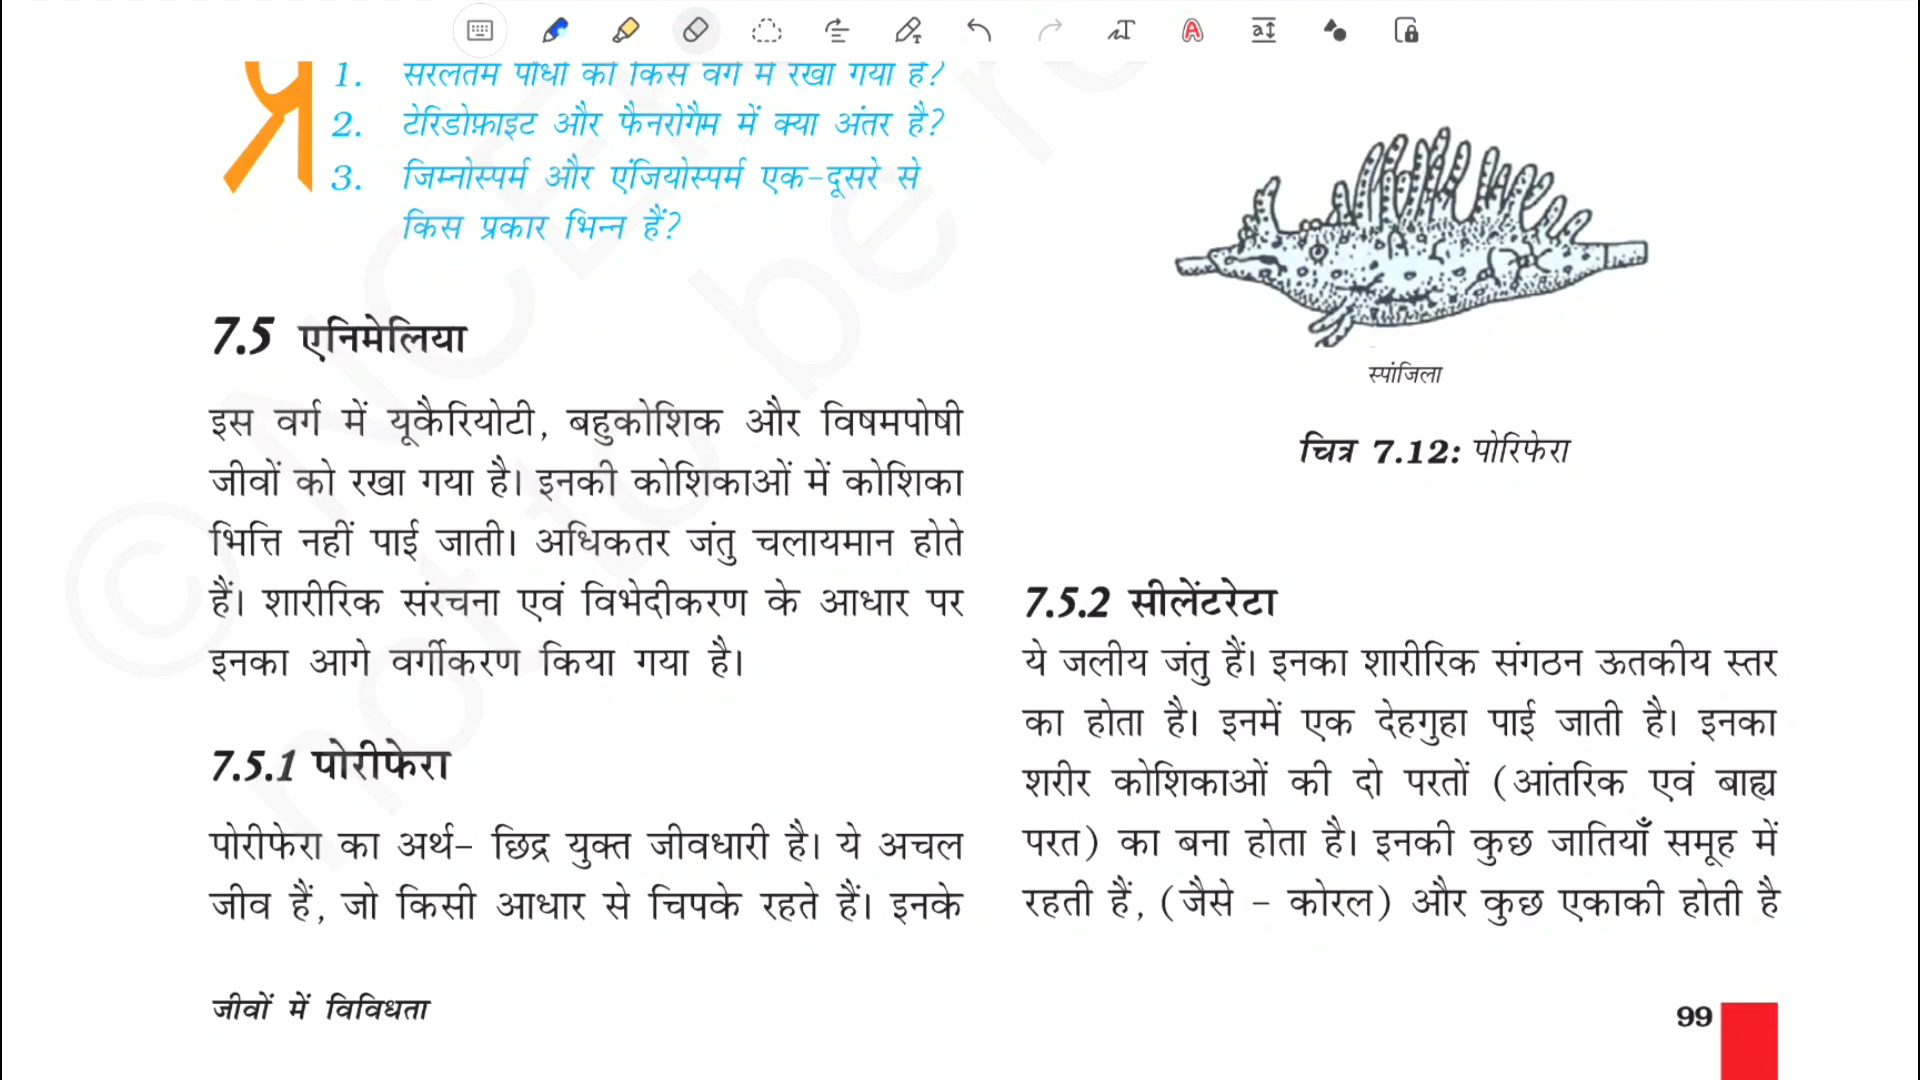 1. सरलतम पौधों को किस वर्ग में रखा गया है?
2. टेरिडोफ़ाइट और फैनरोगैम में क्या अंतर है?
3. जिम्नोस्पर्म और एंजियोस्पर्म एक-दूसरे से
किस प्रकार भिन्न हैं?
7.5 एनिमेलिया
इस वर्ग में यूकैरियोटी, बहुकोशिक और विषमपोषी
जीवों को रखा गया है। इनकी कोशिकाओं में कोशिका
भित्ति नहीं पाई जाती। अधिकतर जंतु चलायमान होते
हैं। शारीरिक संरचना एवं विभेदीकरण के आधार पर
इनका आगे वर्गीकरण किया गया है।
7.5.1 पोरीफेरा
पोरीफेरा का अर्थ– छिद्र युक्त जीवधारी है। ये अचल
जीव हैं, जो किसी आधार से चिपके रहते हैं। इनके
स्पांजिला
चित्र 7.12: पोरिफेरा
7.5.2 सीलेंटरेटा
ये जलीय जंतु हैं। इनका शारीरिक संगठन ऊतकीय स्तर
का होता है। इनमें एक देहगुहा पाई जाती है। इनका
शरीर कोशिकाओं की दो परतों (आंतरिक एवं बाह्य
परत) का बना होता है। इनकी कुछ जातियाँ समूह में
रहती हैं, (जैसे – कोरल) और कुछ एकाकी होती है
जीवों में विविधता
99